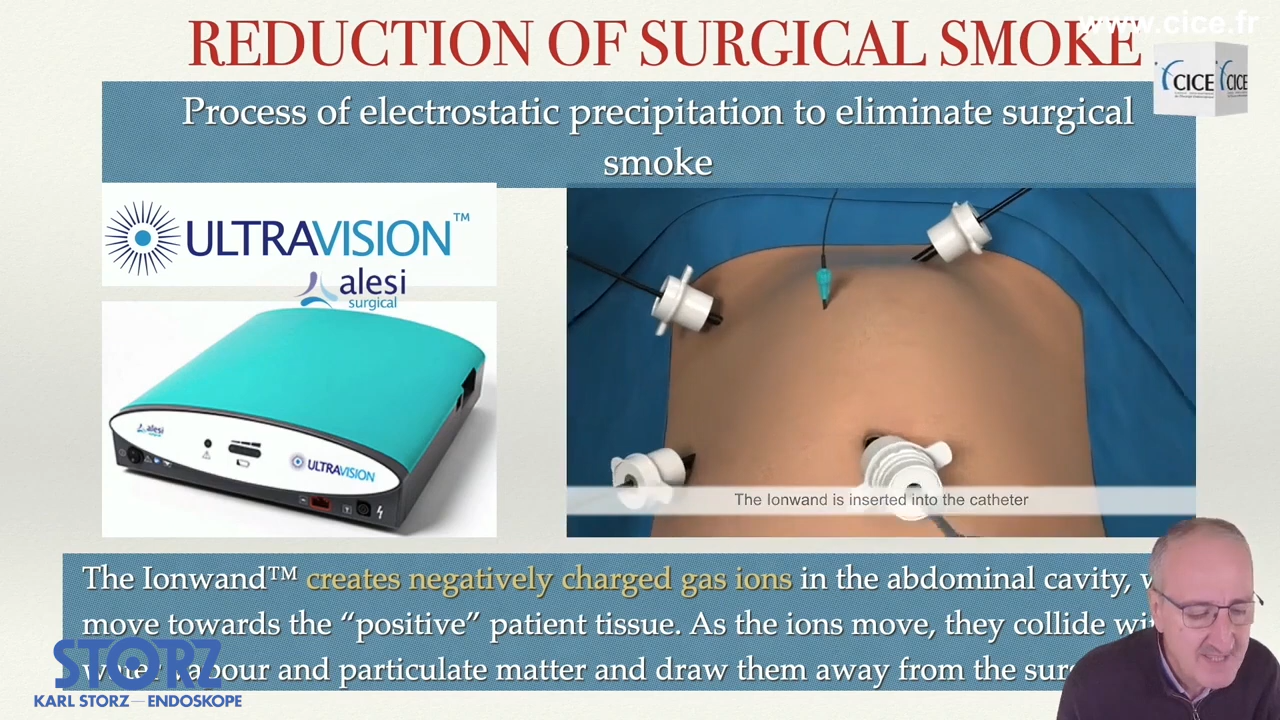 www.cice.fr
REDUCTION OF SURGICAL SMOKE
CICE CICE
Process of electrostatic precipitation to eliminate surgical
smoke
ULTRAVISION™
alesi
surgical
alesi
ULTRAVISION
The Ionwand is inserted into the catheter
The Ionwand™ creates negatively charged gas ions in the abdominal cavity,
move towards the “positive” patient tissue. As the ions move, they collide
vapour and particulate matter and draw them away from the
STORZ
KARL STORZ—ENDOSKOPE